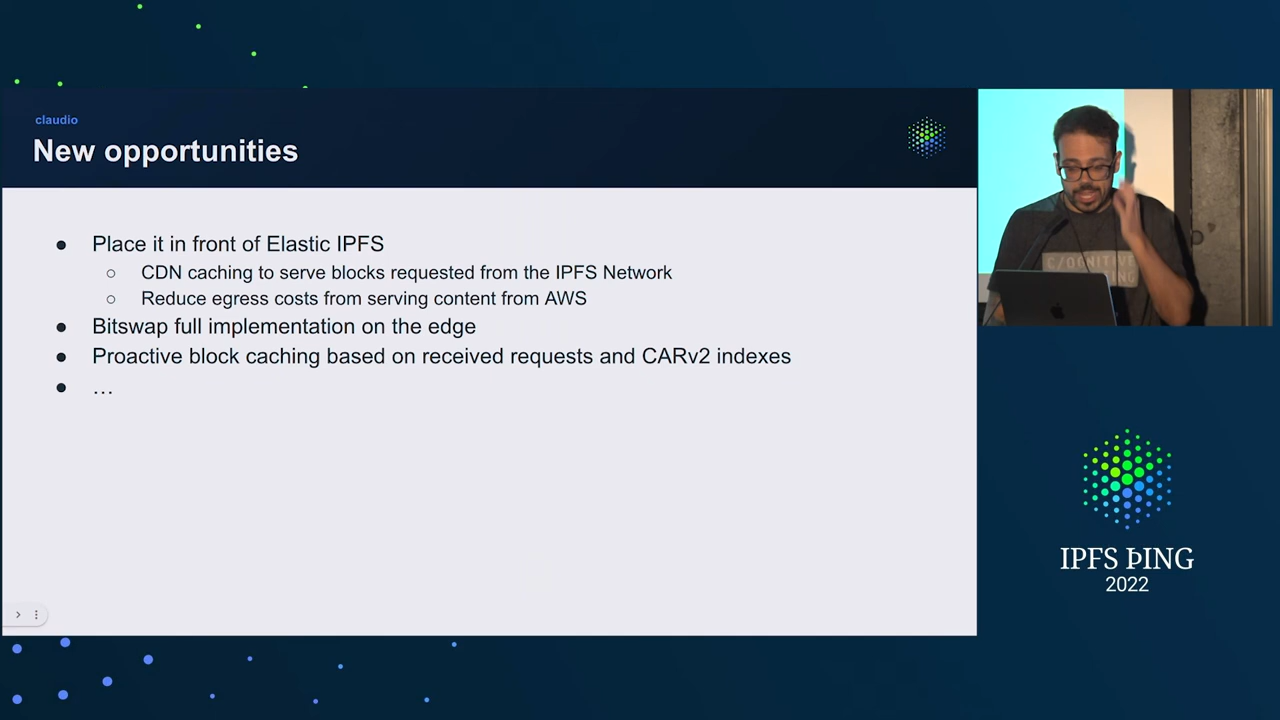 claudio
New opportunities
● Place it in front of Elastic IPFS
○ CDN caching to serve blocks requested from the IPFS Network
○ Reduce egress costs from serving content from AWS
● Bitswap full implementation on the edge
● Proactive block caching based on received requests and CARv2 indexes
● …
C/OGNITIVE
IPFS ÞING
2022